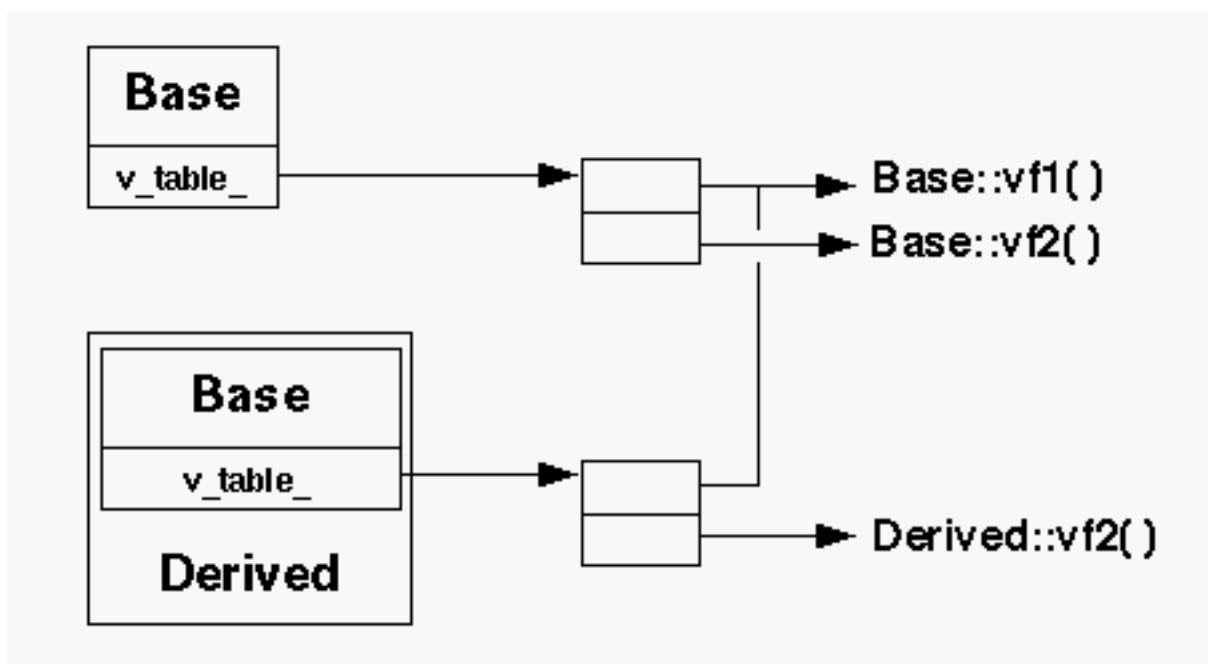 Base
v_table_
Base::vf1( )
Base::vf2( )
Base
v_table_
Derived::vf2( )
Derived